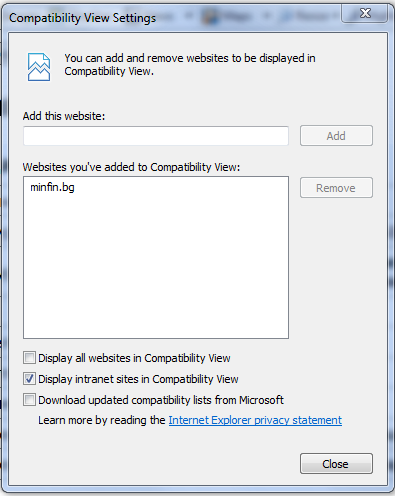 Compatibility View Settings
You can add and remove websites to be displayed in
Compatibility View.
Add this website:
Add
Websites you've added to Compatibility View:
minfin.bg
Remove
Display all websites in Compatibility View
Display intranet sites in Compatibility View
Download updated compatibility lists from Microsoft
Learn more by reading the Internet Explorer privacy statement
Close